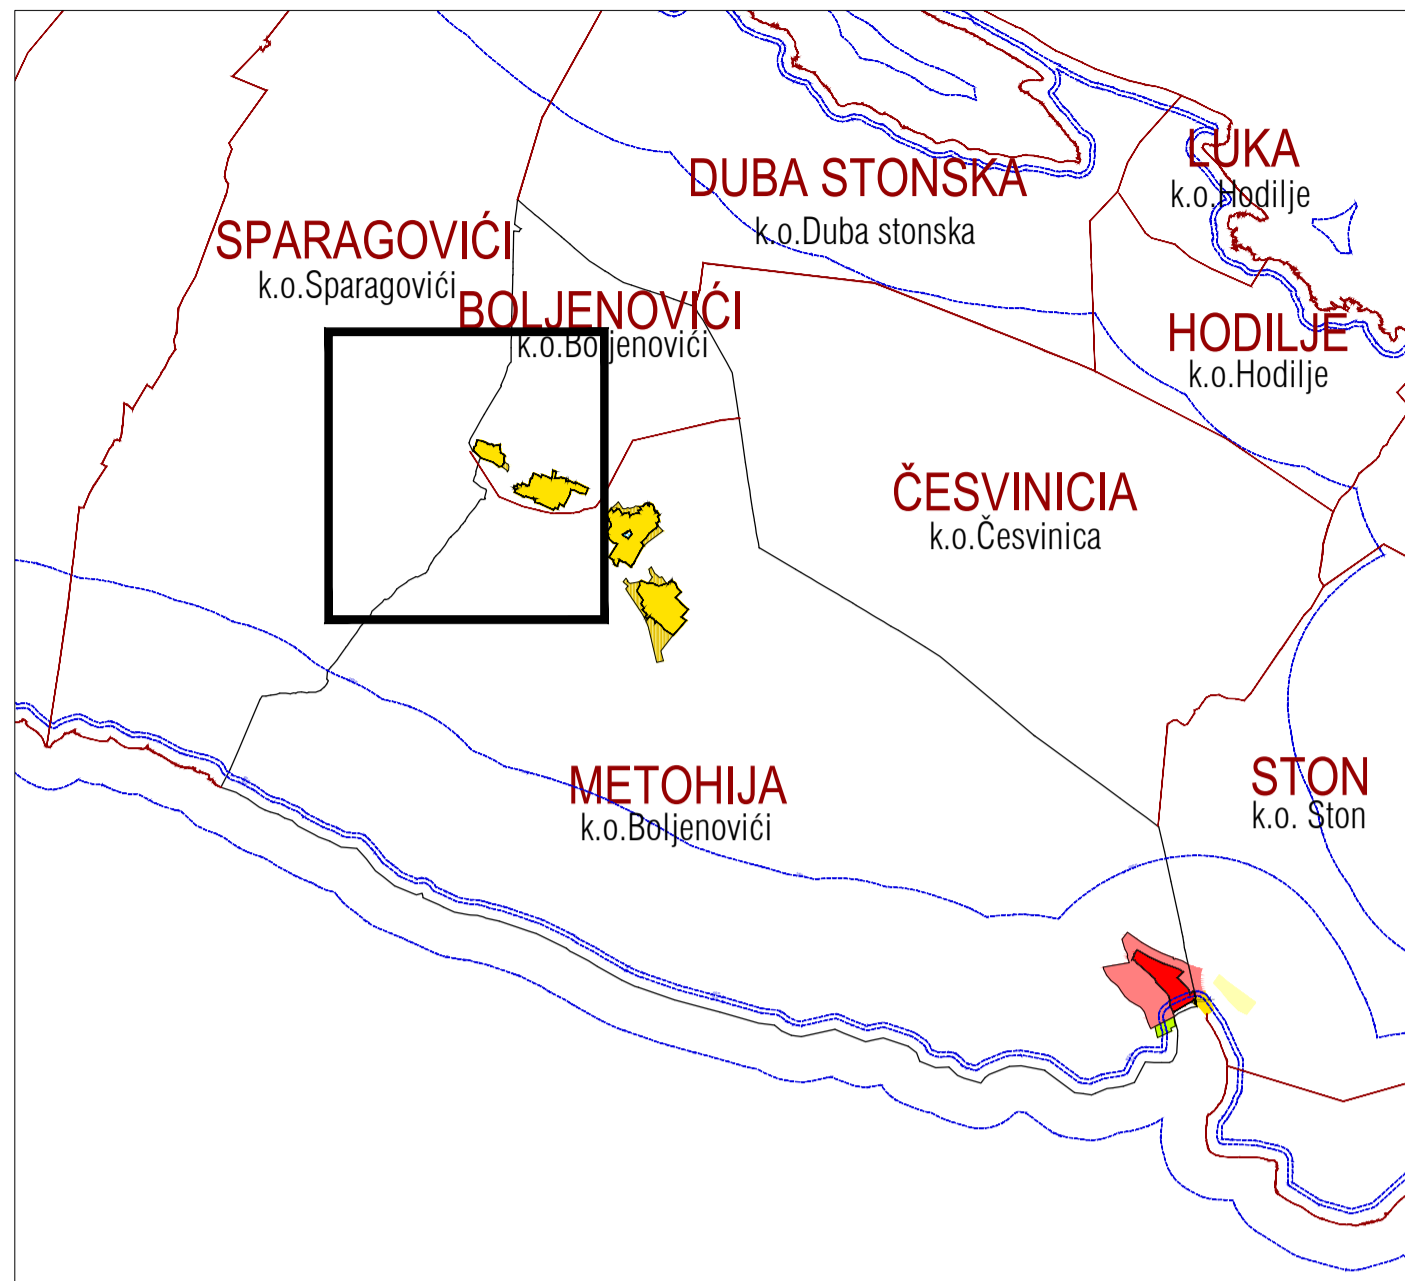 LUKA
k.o.Hodilje
DUBA STONSKA
k.o.Duba stonska
SPARAGOVIĆI
k.o.Sparagovići
BOLJENOVIĆI
k.o.Boljenovići
HODILJE
k.o.Hodilje
ČESVINICIA
k.o.Česvinica
METOHIJA
k.o.Boljenovići
STON
k.o. Ston